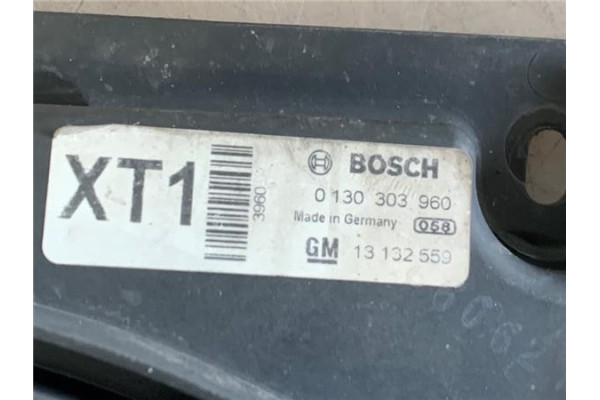 XT1
3960
BOSCH
0 130 303 960
Made in Germany 058
GM 13 132 559